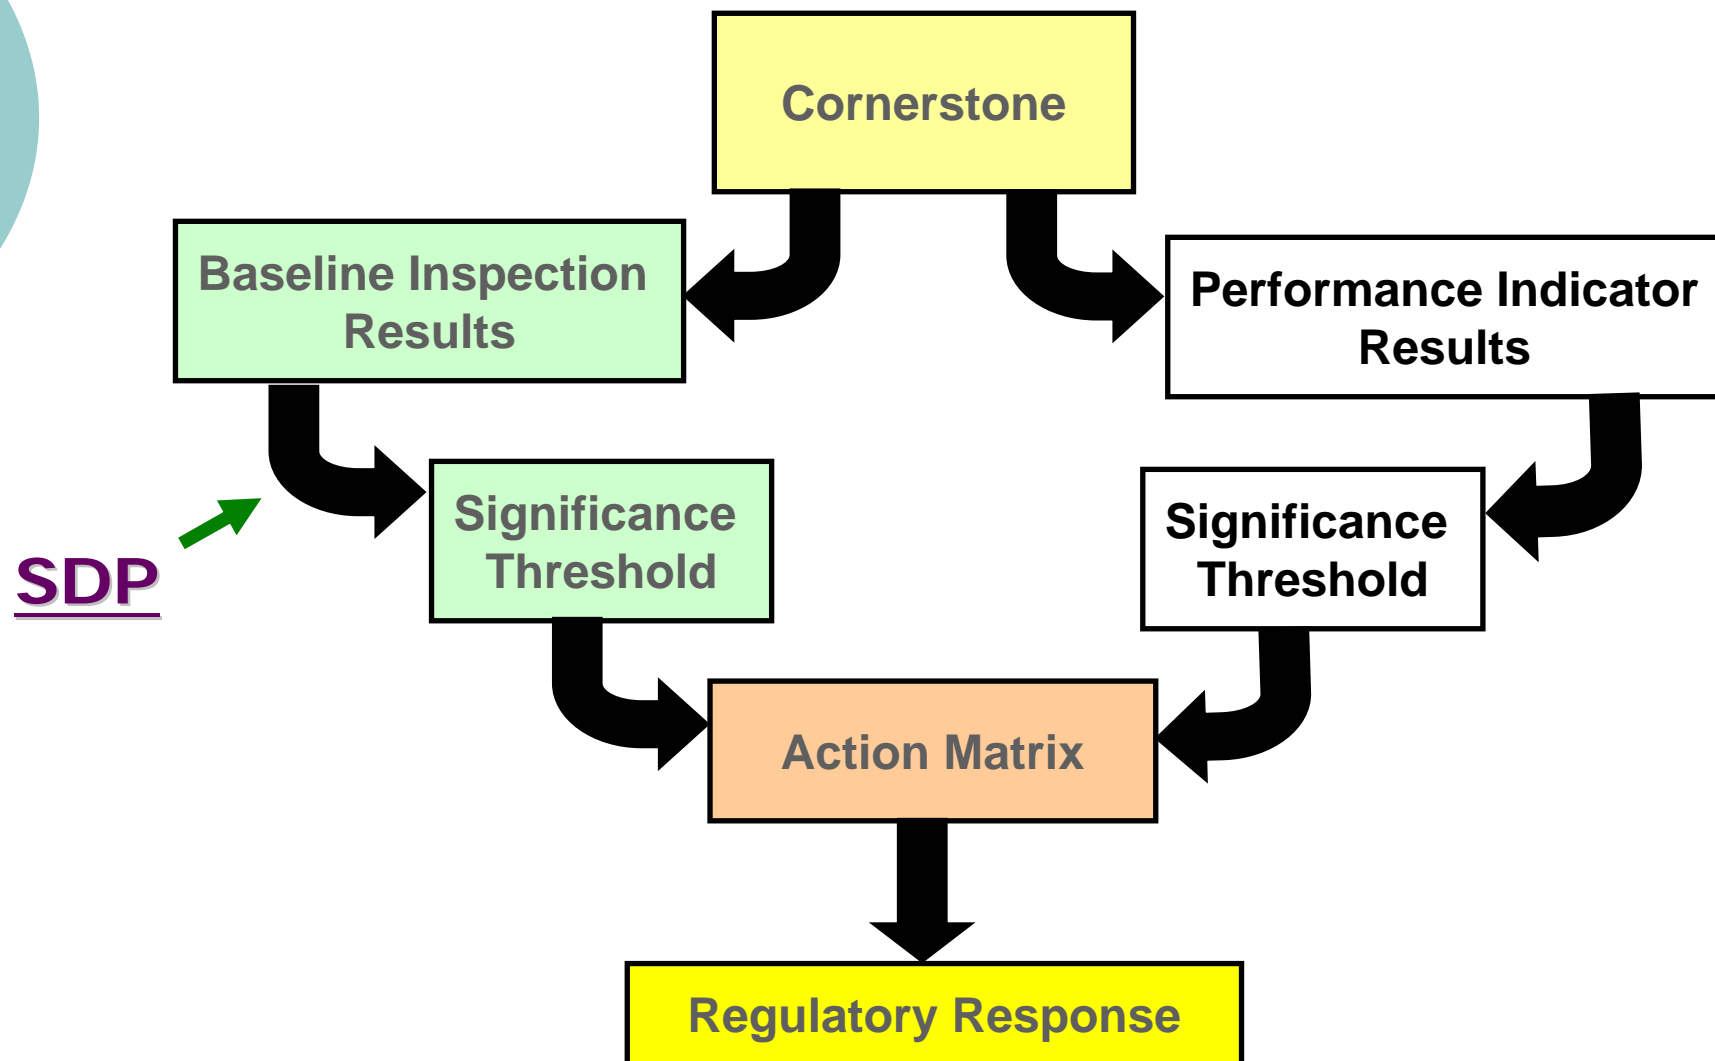 Cornerstone
Baseline Inspection
Results
Performance Indicator
Results
Significance
Threshold
Significance
Threshold
SDP
Action Matrix
Regulatory Response